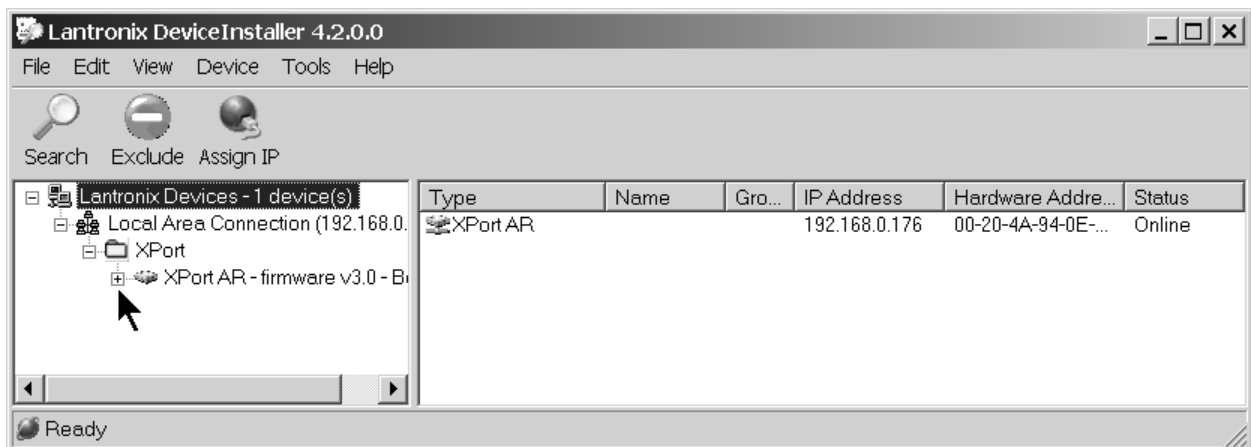 Lantronix DeviceInstaller 4.2.0.0
File Edit View Device Tools Help
Search Exclude Assign IP
Lantronix Devices - 1 device(s)
Local Area Connection (192.168.0.
XPort
XPort AR - firmware v3.0 - B
Type Name Gro... IP Address Hardware Addre... Status
XPort AR 192.168.0.176 00-20-4A-94-0E-... Online
Ready